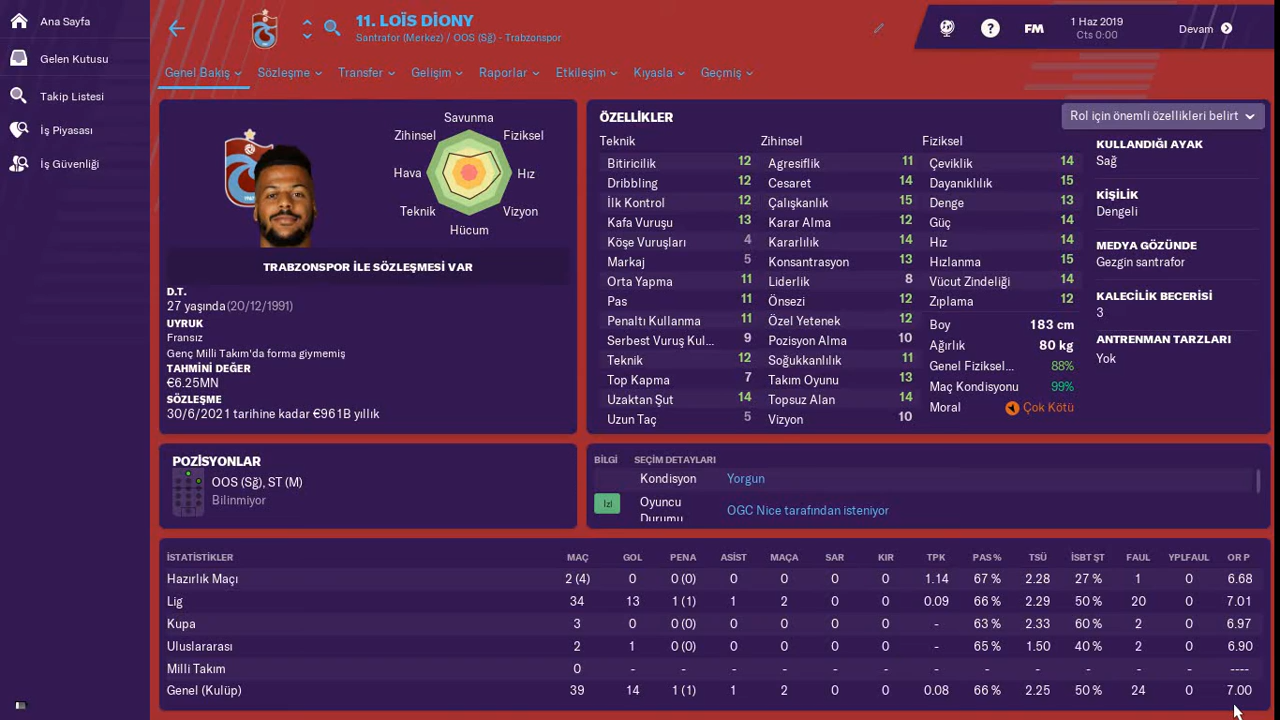 Ana Sayfa
Gelen Kutusu
Takip Listesi
İş Piyasası
İş Güvenliği
11. LOÏS DİONY
Santrafor (Merkez) / OOS (Sğ) - Trabzonspor
FM
1 Haz 2019
Cts 0:00
Devam
Genel Bakış
Sözleşme
Transfer
Gelişim
Raporlar
Etkileşim
Kıyasla
Geçmiş
Savunma
Zihinsel
Fiziksel
Hava
Hız
Teknik
Vizyon
Hücum
TRABZONSPOR İLE SÖZLEŞMESİ VAR
D.T.
27 yaşında(20/12/1991)
UYRUK
Fransız
Genç Milli Takım'da forma giymemiş
TAHMİNİ DEĞER
€6.25MN
SÖZLEŞME
30/6/2021 tarihine kadar €961B yıllık
ÖZELLİKLER
Rol için önemli özellikleri belirt
Teknik
Bitiricilik 12
Dribbling 12
İlk Kontrol 12
Kafa Vuruşu 13
Köşe Vuruşları 4
Markaj 5
Orta Yapma 11
Pas 11
Penaltı Kullanma 11
Serbest Vuruş Kul... 9
Teknik 12
Top Kapma 7
Uzaktan Şut 14
Uzun Taç 5
Zihinsel
Agresiflik 11
Cesaret 14
Çalışkanlık 15
Karar Alma 12
Kararlılık 14
Konsantrasyon 13
Liderlik 8
Önsezi 12
Özel Yetenek 12
Pozisyon Alma 10
Soğukkanlılık 11
Takım Oyunu 13
Topsuz Alan 14
Vizyon 10
Fiziksel
Çeviklik 14
Dayanıklılık 15
Denge 13
Güç 14
Hız 14
Hızlanma 15
Vücut Zindeliği 14
Zıplama 12
Boy 183 cm
Ağırlık 80 kg
Genel Fiziksel... 88%
Maç Kondisyonu 99%
Moral Çok Kötü
KULLANDIĞI AYAK
Sağ
KİŞİLİK
Dengeli
MEDYA GÖZÜNDE
Gezgin santrafor
KALECİLİK BECERİSİ
3
ANTRENMAN TARZLARI
Yok
POZİSYONLAR
OOS (Sğ), ST (M)
Bilinmiyor
BİLGİ SEÇİM DETAYLARI
Kondisyon Yorgun
İzl Oyuncu Durumu OGC Nice tarafından isteniyor
İSTATİSTİKLER MAÇ GOL PENA ASİST MAÇA SAR KIR TPK PAS % TSÜ İSBT ŞT FAUL YPLFAUL OR P
Hazırlık Maçı 2 (4) 0 0 (0) 0 0 0 0 1.14 67 % 2.28 27 % 1 0 6.68
Lig 34 13 1 (1) 1 2 0 0 0.09 66 % 2.29 50 % 20 0 7.01
Kupa 3 0 0 (0) 0 0 0 0 - 63 % 2.33 60 % 2 0 6.97
Uluslararası 2 1 0 (0) 0 0 0 0 - 65 % 1.50 40 % 2 0 6.90
Milli Takım 0 - - - - - - - - - - - - ----
Genel (Kulüp) 39 14 1 (1) 1 2 0 0 0.08 66 % 2.25 50 % 24 0 7.00